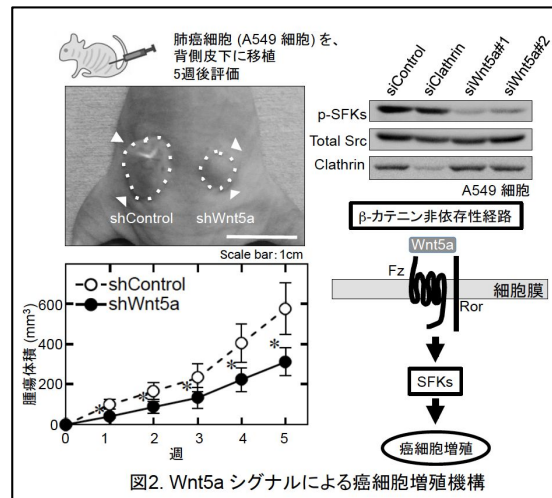 肺癌細胞 (A549 細胞) を、
背側皮下に移植
5週後評価
shControl
shWnt5a
Scale bar: 1cm
腫瘍体積 (mm³)
600
400
200
0
shControl
shWnt5a
*
*
*
*
*
0
1
2
3
4
5
週
siControl
siClathrin
siWnt5a#1
siWnt5a#2
p-SFKs
Total Src
Clathrin
A549 細胞
β-カテニン非依存性経路
Wnt5a
Fz
細胞膜
Ror
SFKs
癌細胞増殖
図2. Wnt5a シグナルによる癌細胞増殖機構